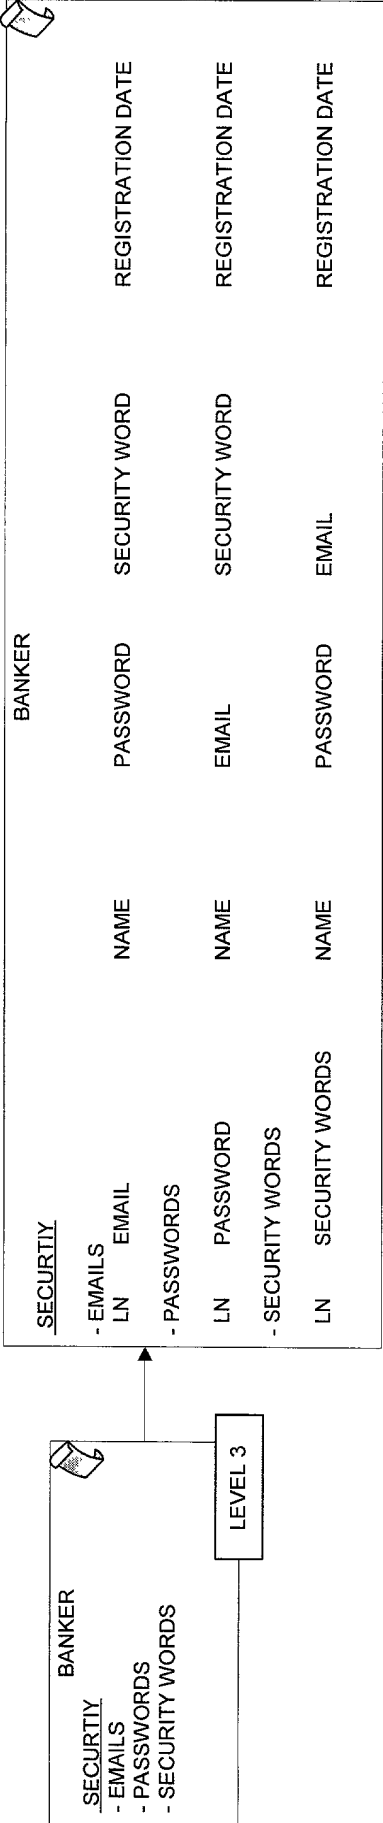 BANKER
SECURTIY
- EMAILS
- PASSWORDS
- SECURITY WORDS
LEVEL 3
BANKER
SECURTIY
- EMAILS
LN EMAIL NAME PASSWORD SECURITY WORD REGISTRATION DATE
- PASSWORDS
LN PASSWORD NAME EMAIL SECURITY WORD REGISTRATION DATE
- SECURITY WORDS
LN SECURITY WORDS NAME PASSWORD EMAIL REGISTRATION DATE